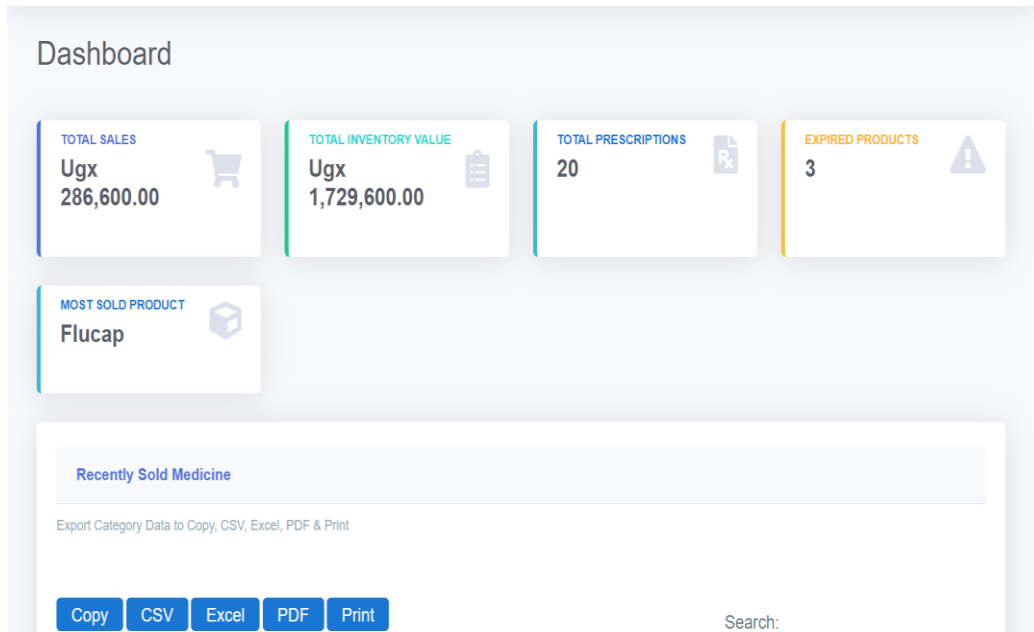 Dashboard
TOTAL SALES
Ugx
286,600.00
TOTAL INVENTORY VALUE
Ugx
1,729,600.00
TOTAL PRESCRIPTIONS
20
EXPIRED PRODUCTS
3
MOST SOLD PRODUCT
Flucap
Recently Sold Medicine
Export Category Data to Copy, CSV, Excel, PDF & Print
Copy CSV Excel PDF Print
Search: